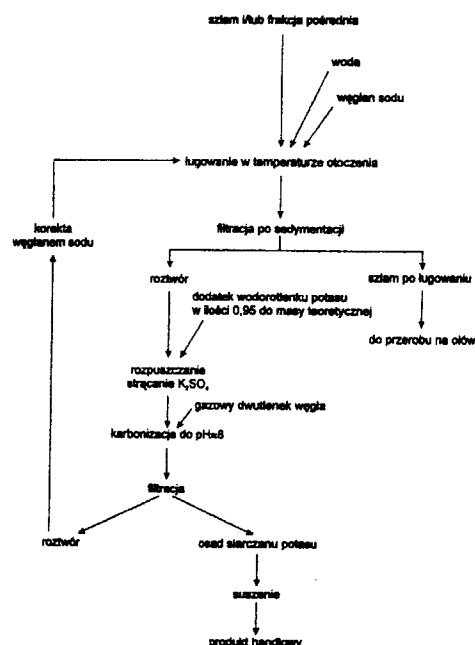 szlam i/lub frakcja pośrednia
woda
węglan sodu
ługowanie w temperaturze otoczenia
korekta
węglanem sodu
filtracja po sedymentacji
roztwór
szlam po ługowaniu
dodatek wodorotlenku potasu
w ilości 0,95 do masy teoretycznej
do przerobu na ołów
rozpuszczanie
strącanie K₂SO₄
gazowy dwutlenek węgla
karbonizacja do pH≈8
filtracja
roztwór
osad siarczanu potasu
suszenie
produkt handlowy